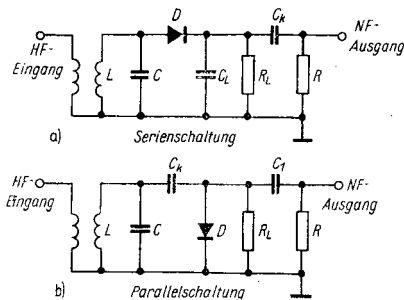 D
C_k
HF-
Eingang
NF-
Ausgang
L
C
C_L
R_L
R
a) Serienschaltung
C_k
C_1
HF-
Eingang
NF-
Ausgang
L
C
D
R_L
R
b) Parallelschaltung